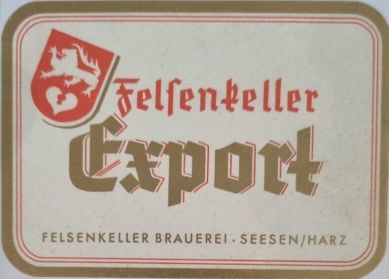 Felsenkeller
Export
FELSENKELLER BRAUEREI · SEESEN/HARZ